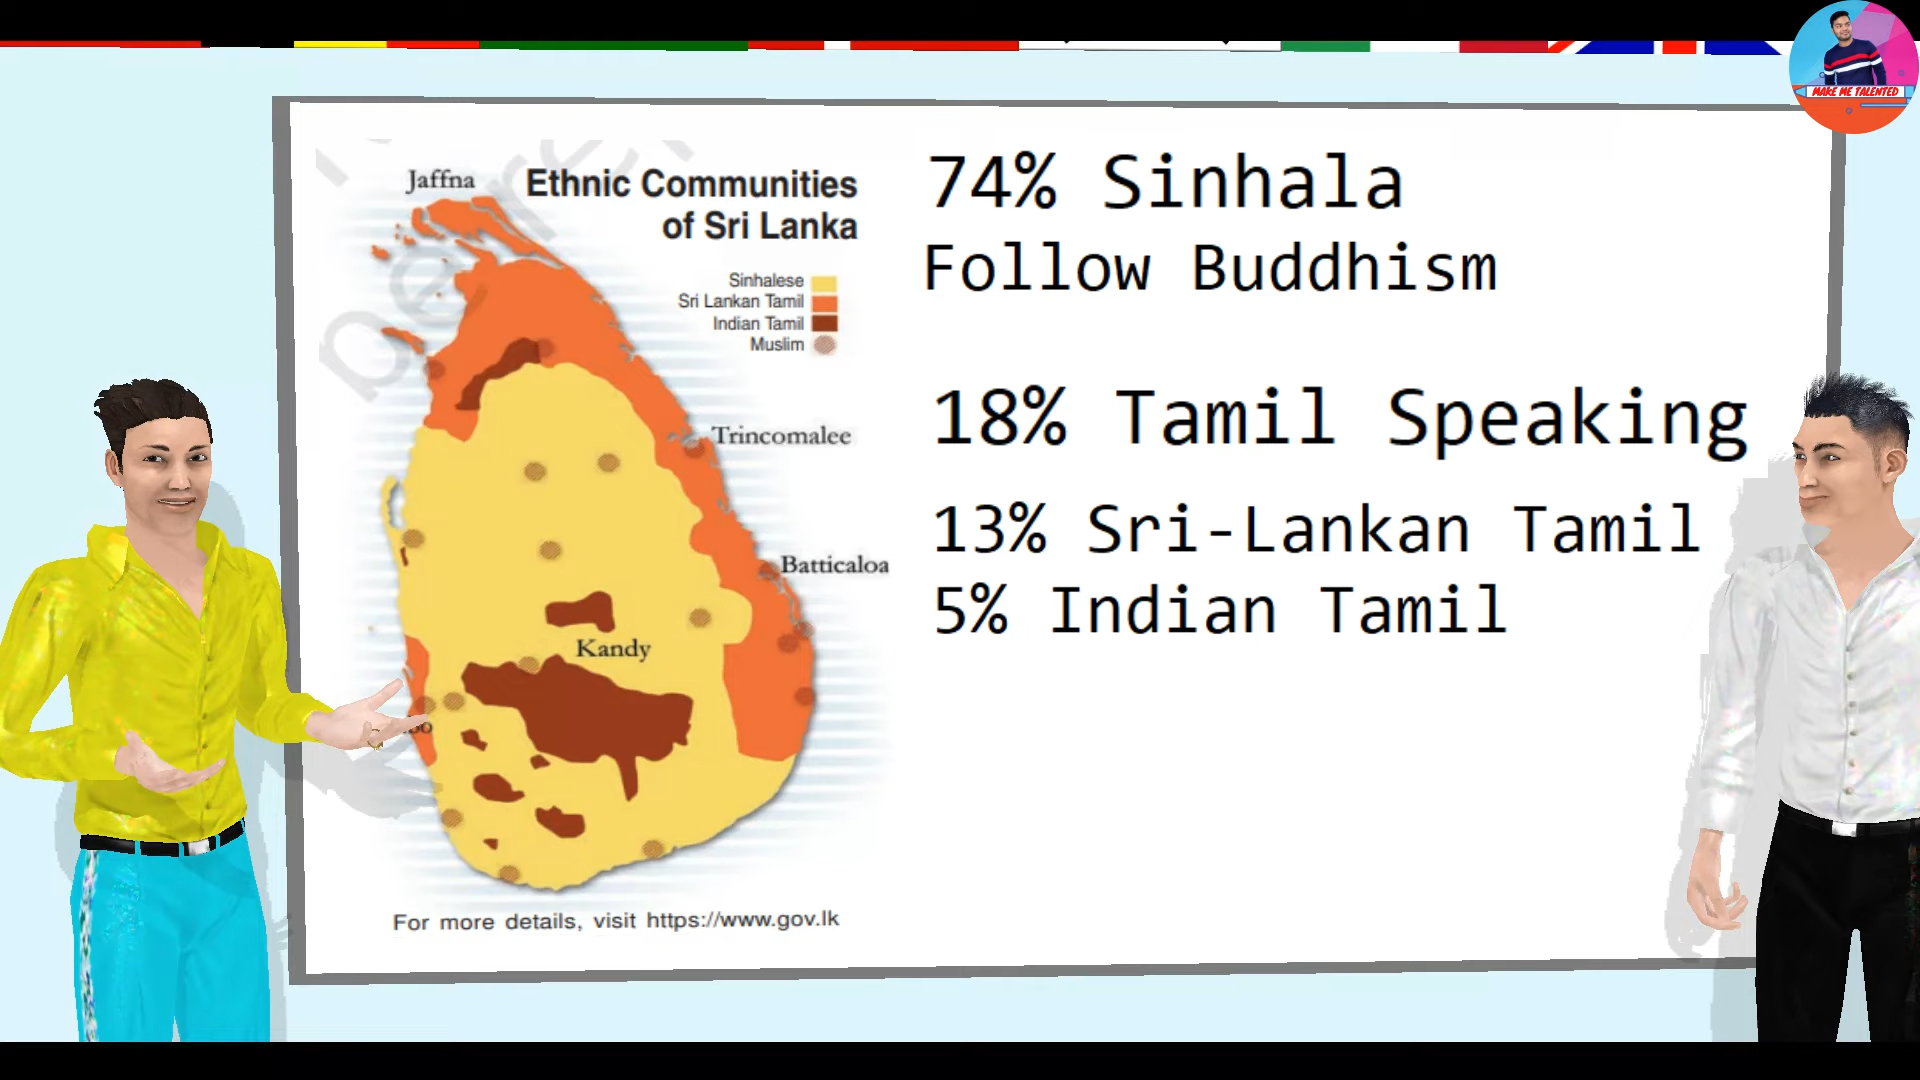 MAKE ME TALENTED
Jaffna
Ethnic Communities
of Sri Lanka
Sinhalese
Sri Lankan Tamil
Indian Tamil
Muslim
Trincomalee
Batticaloa
Kandy
For more details, visit https://www.gov.lk
74% Sinhala
Follow Buddhism
18% Tamil Speaking
13% Sri-Lankan Tamil
5% Indian Tamil